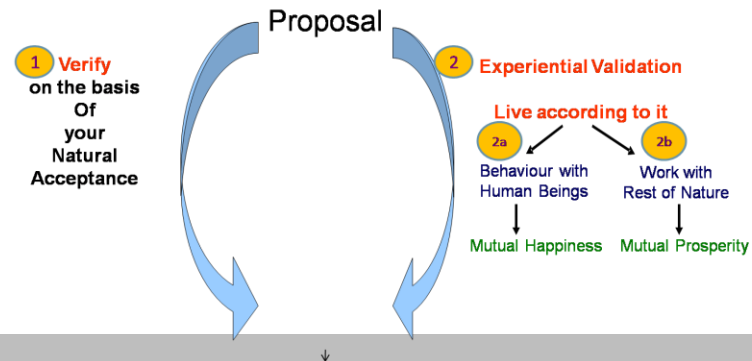 Proposal
1 Verify
on the basis
Of
your
Natural
Acceptance
2 Experiential Validation
Live according to it
2a 2b
Behaviour with Work with
Human Beings Rest of Nature
Mutual Happiness Mutual Prosperity